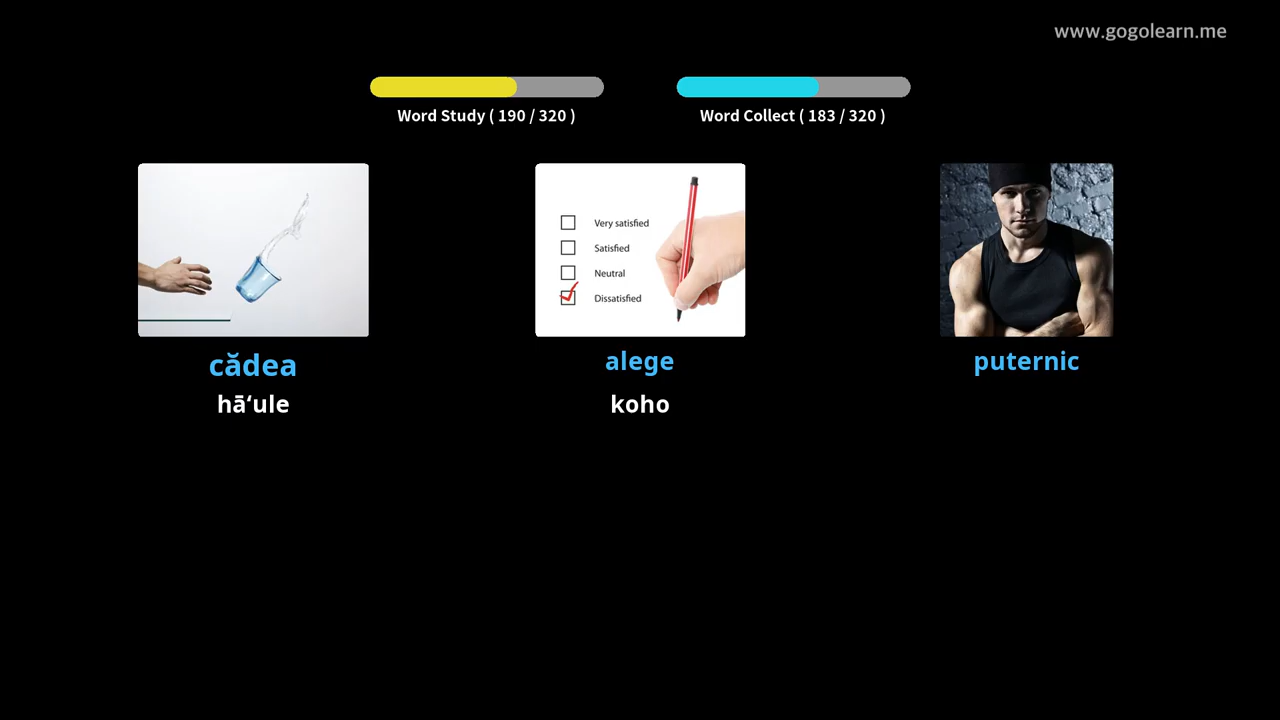 www.gogolearn.me
Word Study ( 190 / 320 )
Word Collect ( 183 / 320 )
Very satisfied
Satisfied
Neutral
Dissatisfied
cădea
alege
puternic
hāʻule
koho